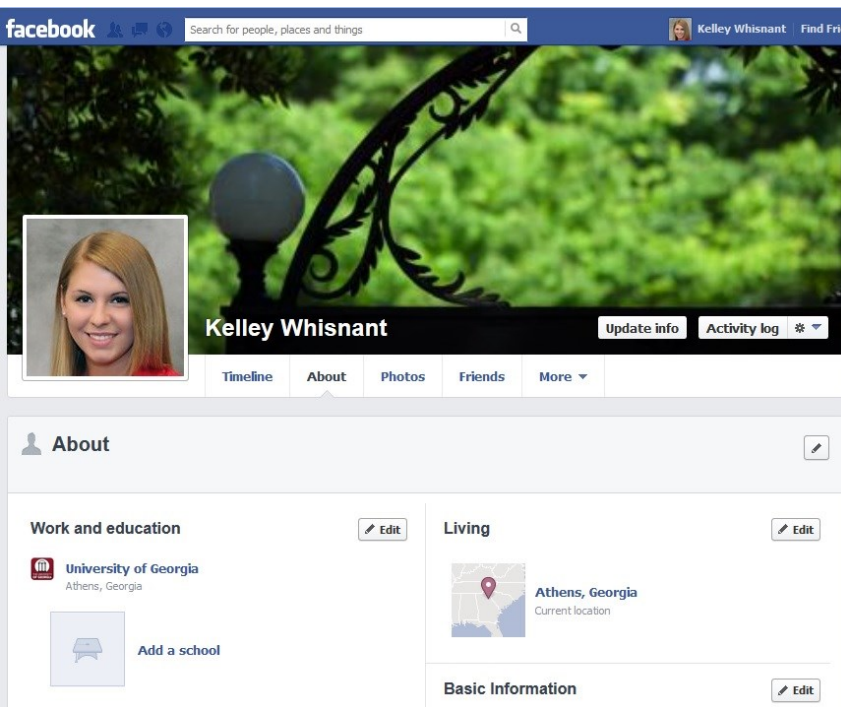 facebook Search for people, places and things Kelley Whisnant Find Fri
Kelley Whisnant Update info Activity log
Timeline About Photos Friends More
About
Work and education Edit
University of Georgia
Athens, Georgia
Add a school
Living Edit
Athens, Georgia
Current location
Basic Information Edit